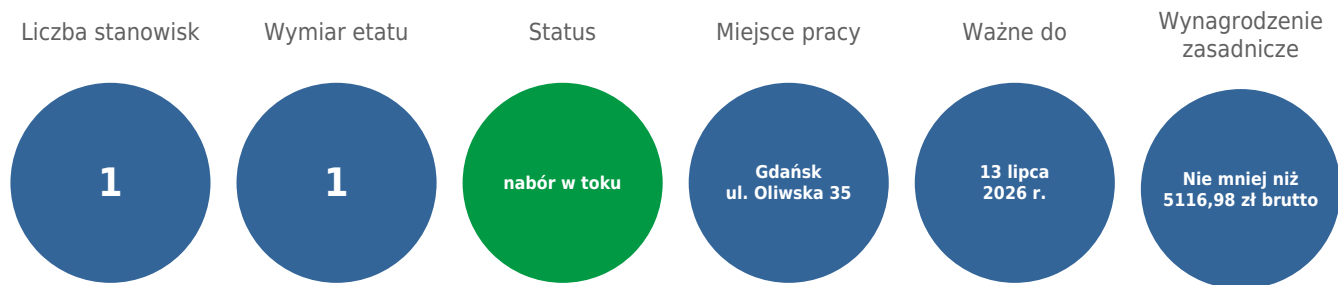 Liczba stanowisk
1
Wymiar etatu
1
Status
nabór w toku
Miejsce pracy
Gdańsk
ul. Oliwska 35
Ważne do
13 lipca
2026 r.
Wynagrodzenie
zasadnicze
Nie mniej niż
5116,98 zł brutto